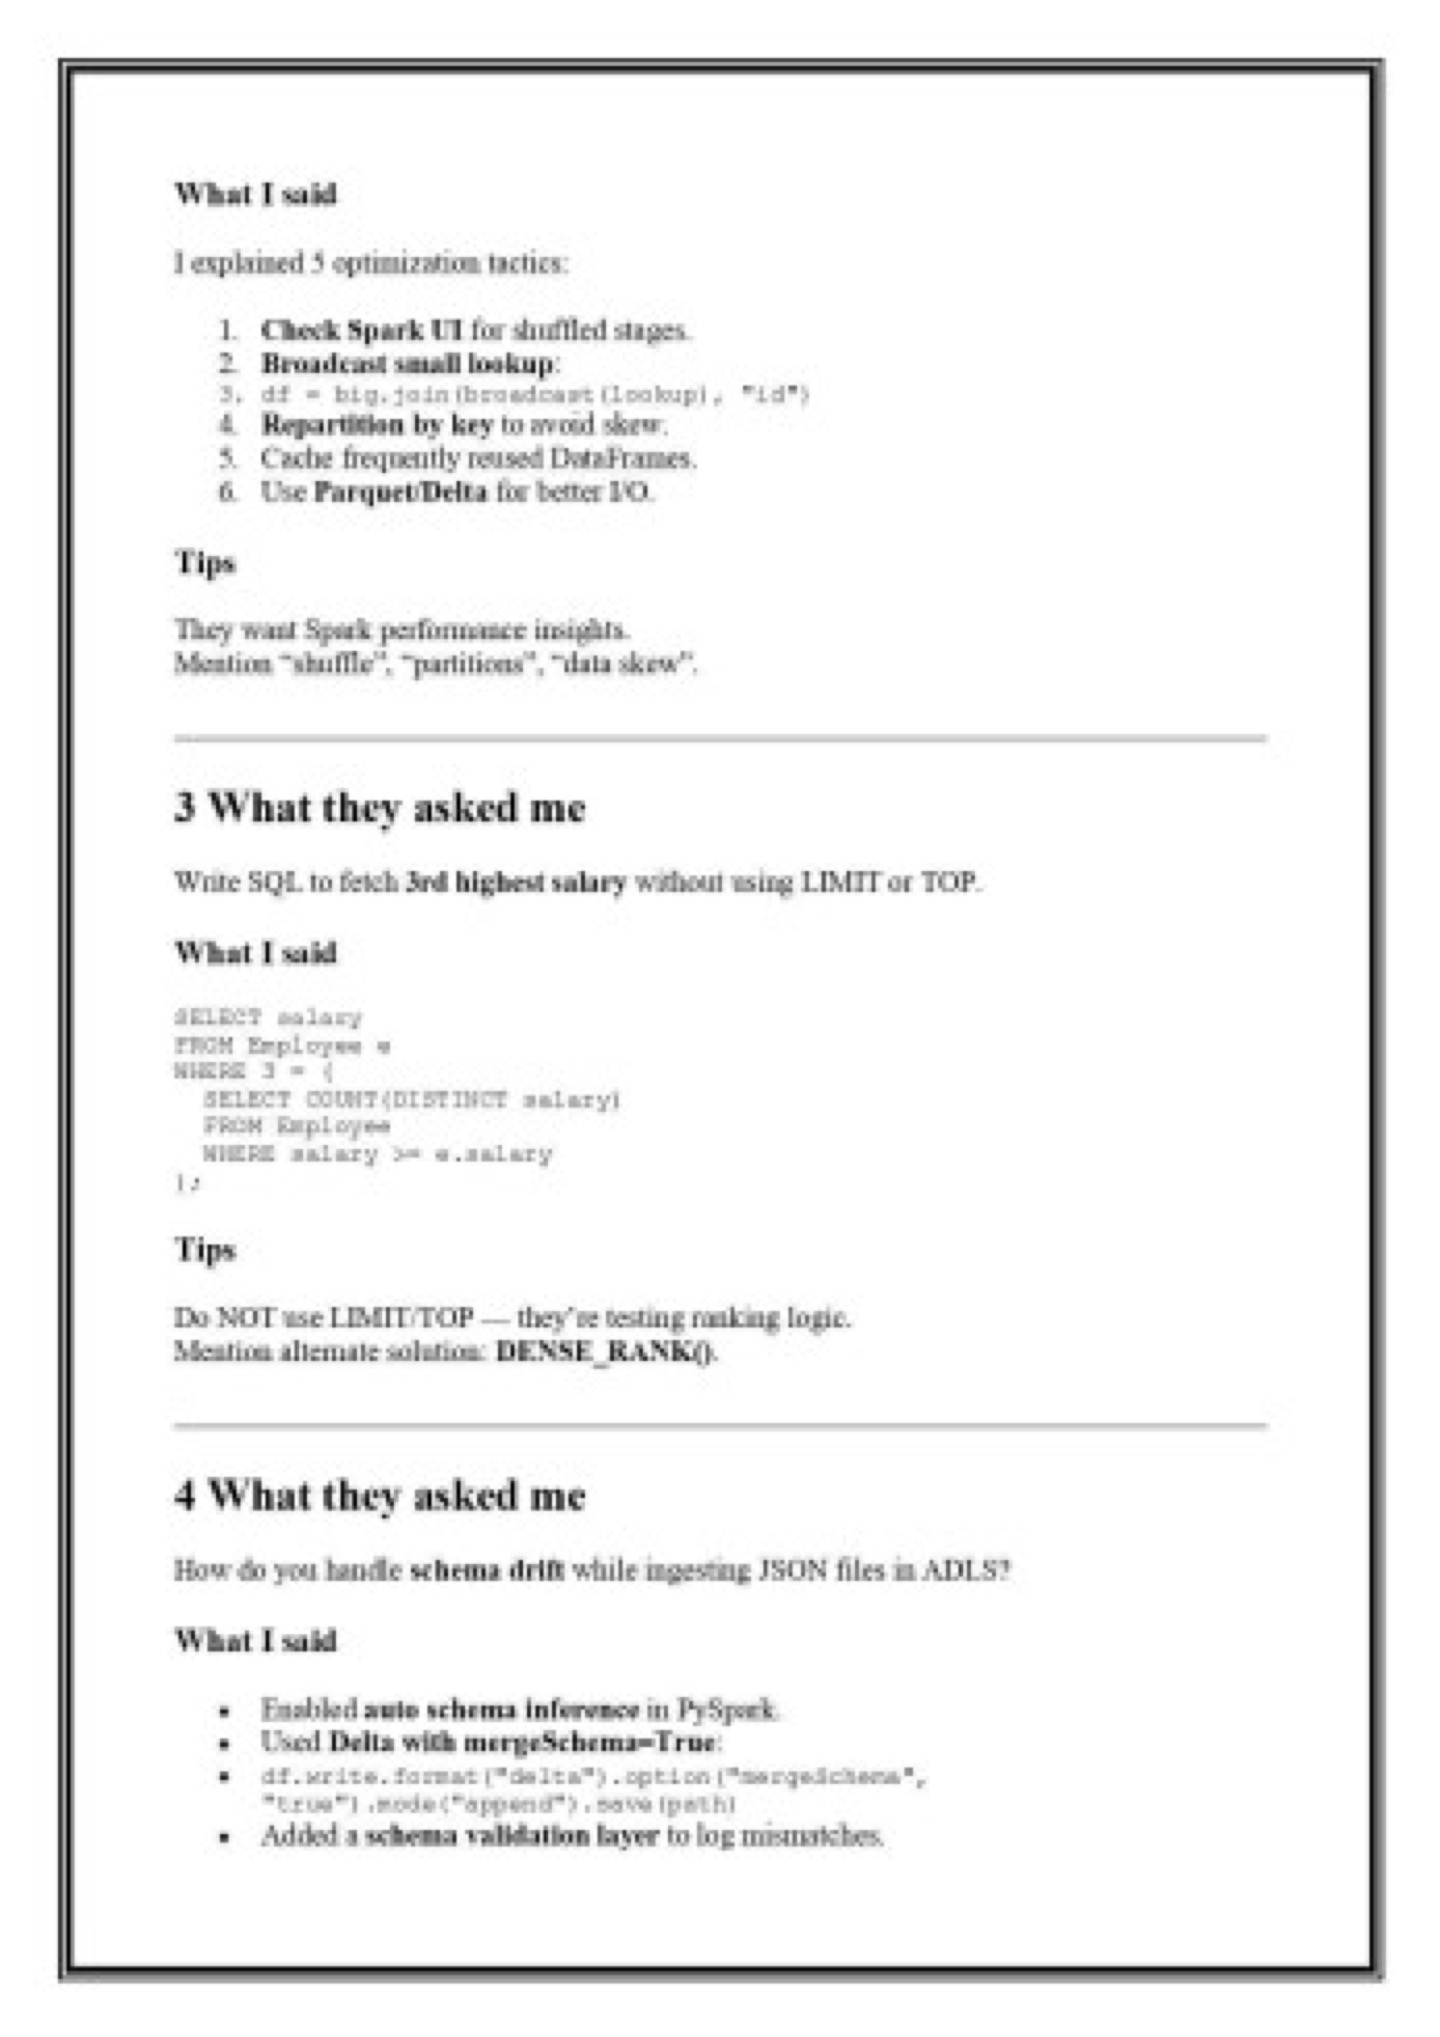 What I said
I explained 5 optimization tactics:
1. Check Spark UI for shuffled stages.
2. Broadcast small lookup:
3. df = big.join(broadcast(lookup), "id")
4. Repartition by key to avoid skew.
5. Cache frequently reused DataFrames.
6. Use Parquet/Delta for better I/O.
Tips
They want Spark performance insights.
Mention “shuffle”, “partitions”, “data skew”.
3 What they asked me
Write SQL to fetch 3rd highest salary without using LIMIT or TOP.
What I said
SELECT salary
FROM Employee e
WHERE 3 = (
SELECT COUNT(DISTINCT salary)
FROM Employee
WHERE salary >= e.salary
);
Tips
Do NOT use LIMIT/TOP — they’re testing ranking logic.
Mention alternate solution: DENSE_RANK().
4 What they asked me
How do you handle schema drift while ingesting JSON files in ADLS?
What I said
• Enabled auto schema inference in PySpark.
• Used Delta with mergeSchema=True:
• df.write.format("delta").option("mergeSchema",
"true").mode("append").save(path)
• Added a schema validation layer to log mismatches.